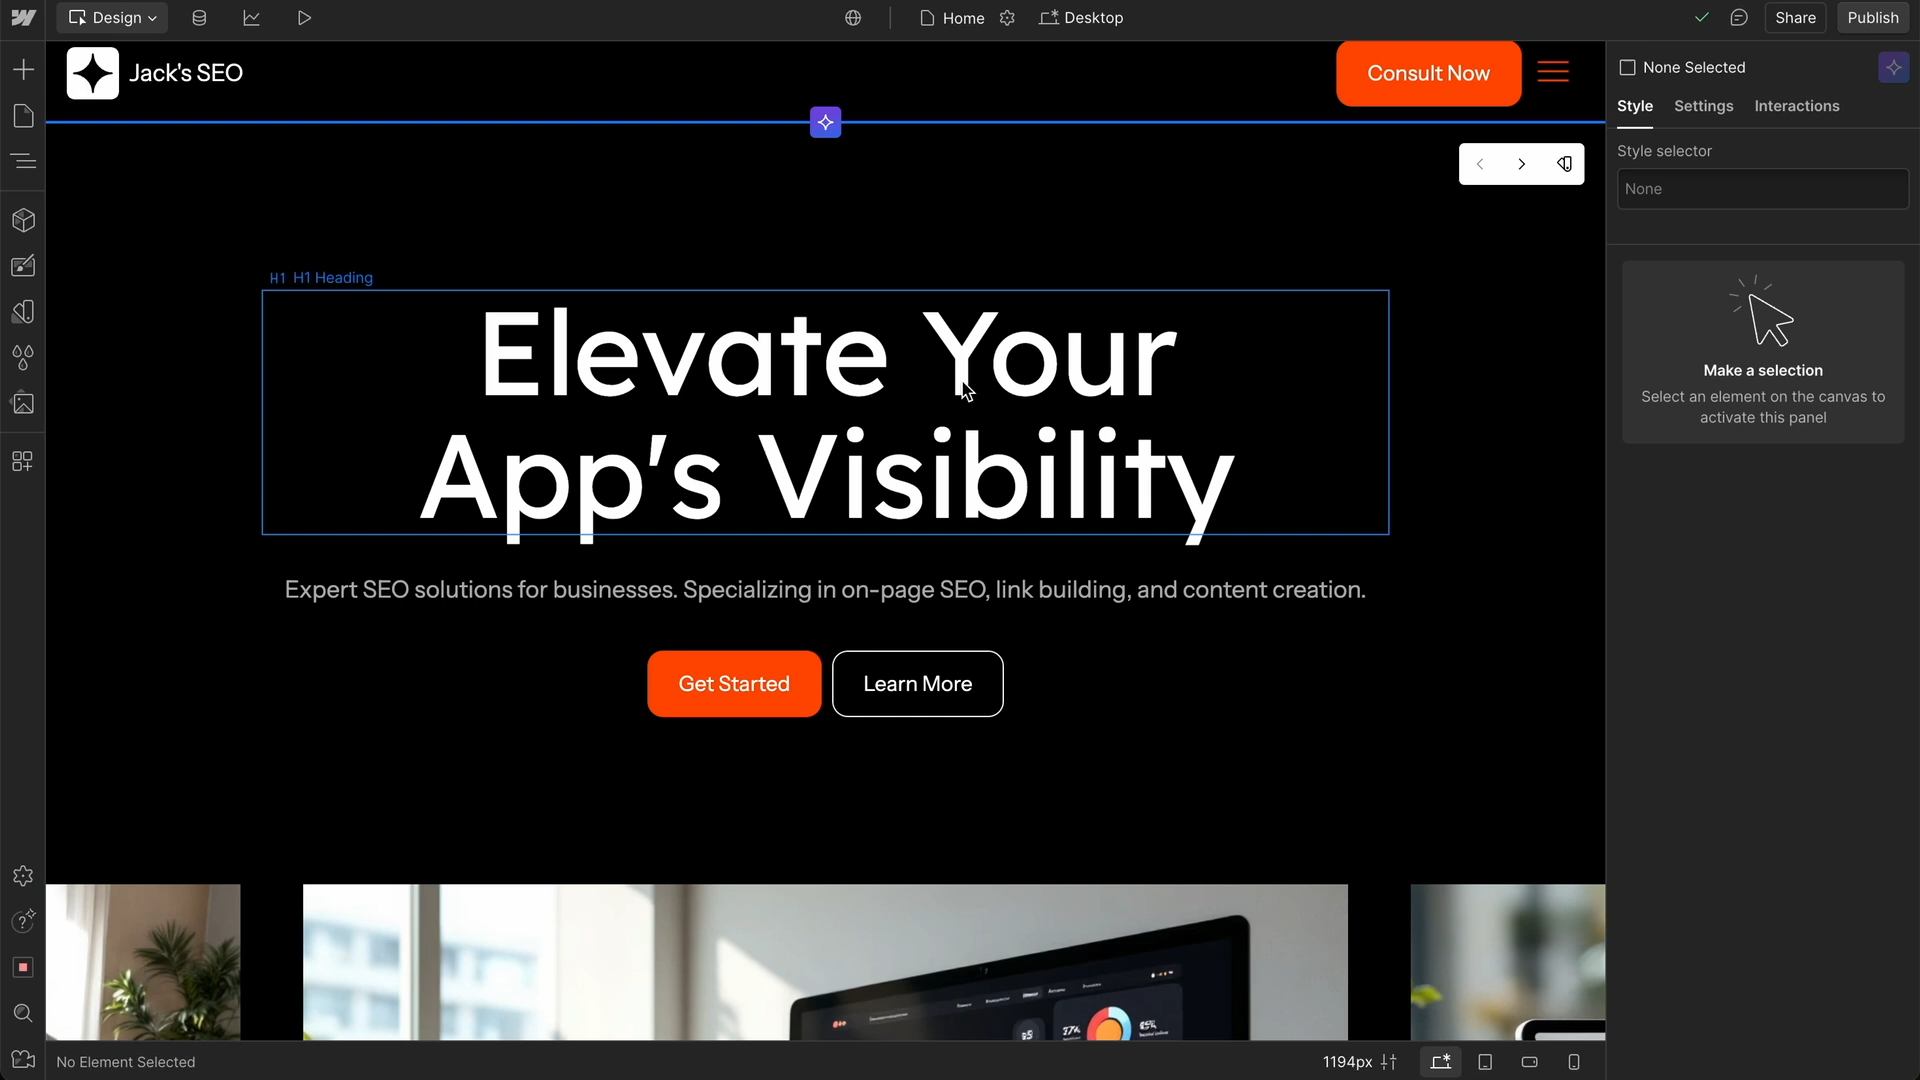 Design
Home
Desktop
Share
Publish
Jack's SEO
Consult Now
None Selected
Style
Settings
Interactions
Style selector
None
H1 H1 Heading
Elevate Your
App's Visibility
Make a selection
Select an element on the canvas to
activate this panel
Expert SEO solutions for businesses. Specializing in on-page SEO, link building, and content creation.
Get Started
Learn More
No Element Selected
1194px